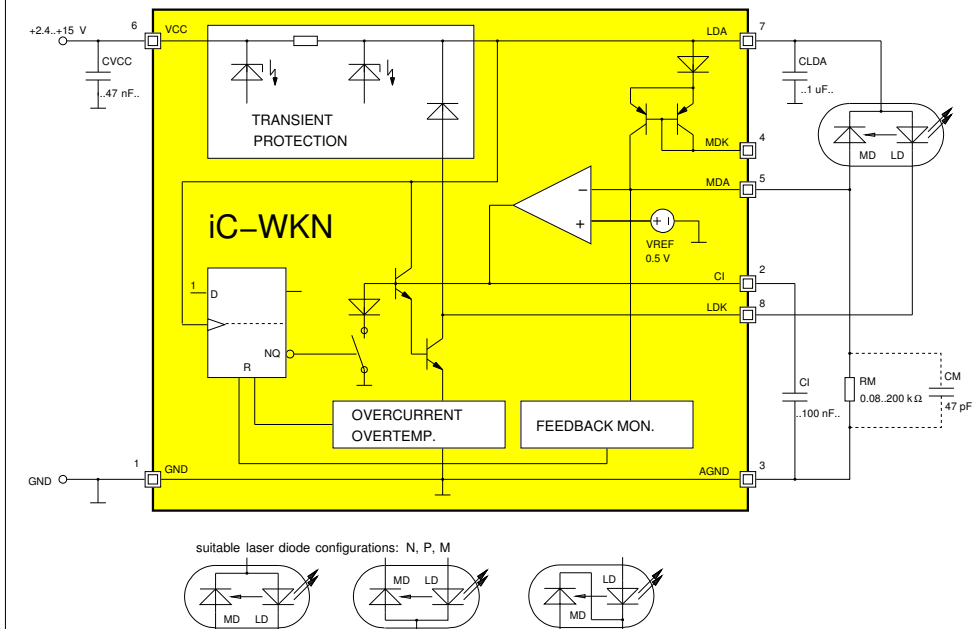 +2.4..+15 V
6
VCC
CVCC
..47 nF..
TRANSIENT
PROTECTION
LDA
7
CLDA
..1 uF..
MD LD
MDK
4
MDA
5
−
+
+
VREF
0.5 V
iC−WKN
CI
2
LDK
8
1
D
NQ
R
OVERCURRENT
OVERTEMP.
FEEDBACK MON.
CI
..100 nF..
RM
0.08..200 kΩ
CM
47 pF
GND
1
GND
AGND
3
suitable laser diode configurations: N, P, M
MD LD
MD LD
LD
MD